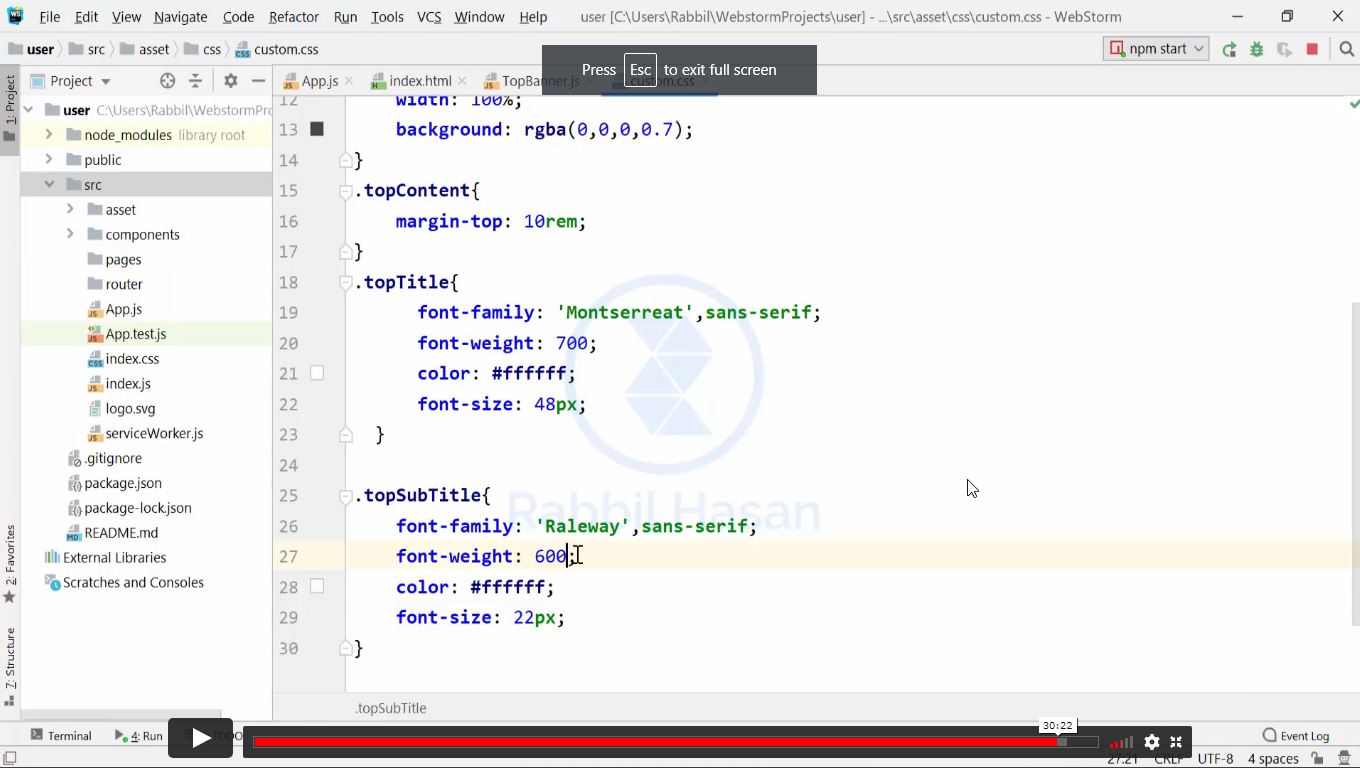 File Edit View Navigate Code Refactor Run Tools VCS Window Help user [C:\Users\Rabbil\WebstormProjects\user] - ...\src\asset\css\custom.css - WebStorm
user src asset css custom.css npm start
Press Esc to exit full screen
1: Project
Project
App.js index.html TopBanner.js custom.css
user C:\Users\Rabbil\WebstormPro
node_modules library root
public
src
asset
components
pages
router
App.js
App.test.js
index.css
index.js
logo.svg
serviceWorker.js
.gitignore
package.json
package-lock.json
README.md
External Libraries
Scratches and Consoles
2: Favorites
Z: Structure
12 width: 100%;
13 background: rgba(0,0,0,0.7);
14 }
15 .topContent{
16 margin-top: 10rem;
17 }
18 .topTitle{
19 font-family: 'Montserreat',sans-serif;
20 font-weight: 700;
21 color: #ffffff;
22 font-size: 48px;
23 }
24
25 .topSubTitle{
26 font-family: 'Raleway',sans-serif;
27 font-weight: 600;
28 color: #ffffff;
29 font-size: 22px;
30 }
Rabbil Hasan
.topSubTitle
30:22
Terminal 4: Run TODO Event Log
27:21 CRLF UTF-8 4 spaces